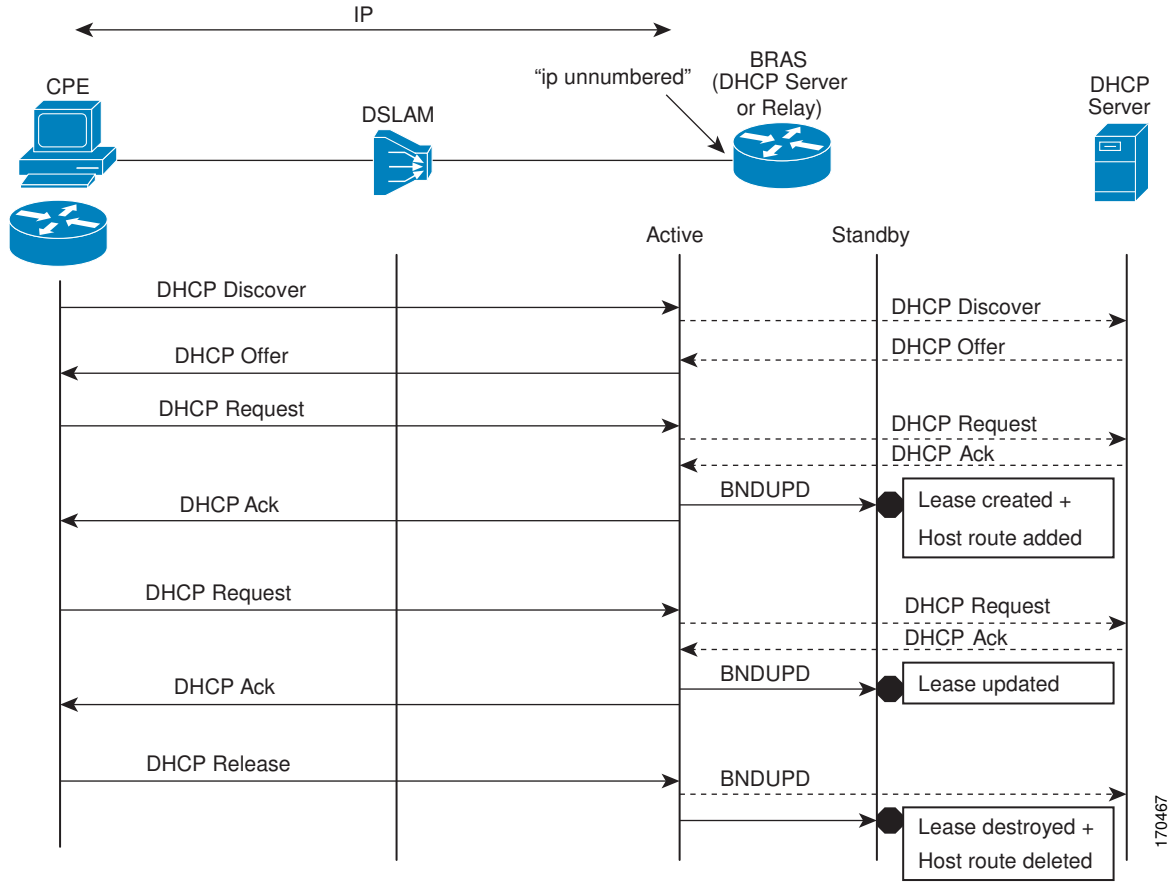 IP
"ip unnumbered"
BRAS
(DHCP Server
or Relay)
CPE
DSLAM
DHCP
Server
Active
Standby
DHCP Discover
DHCP Discover
DHCP Offer
DHCP Offer
DHCP Request
DHCP Request
DHCP Ack
BNDUPD
DHCP Ack
Lease created +
Host route added
DHCP Request
DHCP Request
DHCP Ack
BNDUPD
DHCP Ack
Lease updated
DHCP Release
BNDUPD
Lease destroyed +
Host route deleted
170467